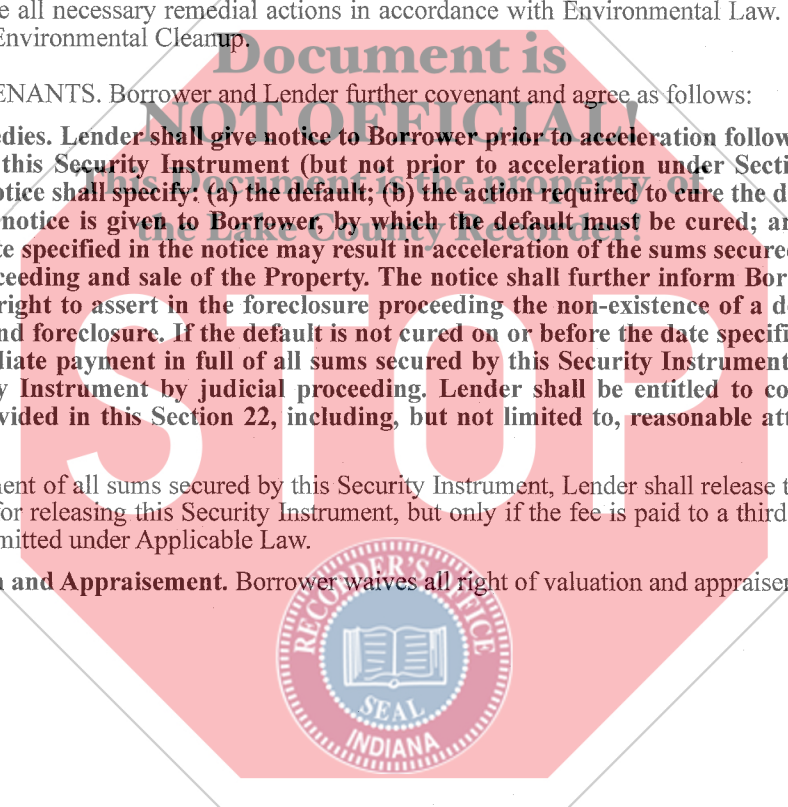 e all necessary remedial actions in accordance with Environmental Law.
Environmental Cleanup.
Document is
ENANTS. Borrower and Lender further covenant and agree as follows:
NOT OFFICIAL!
edies. Lender shall give notice to Borrower prior to acceleration follow
this Security Instrument (but not prior to acceleration under Secti
This Document is the property of
otice shall specify: (a) the default; (b) the action required to cure the d
notice is given to Borrower, by which the default must be cured; an
the Lake County Recorder!
te specified in the notice may result in acceleration of the sums secure
ceeding and sale of the Property. The notice shall further inform Bor
right to assert in the foreclosure proceeding the non-existence of a d
nd foreclosure. If the default is not cured on or before the date specifi
diate payment in full of all sums secured by this Security Instrument
y Instrument by judicial proceeding. Lender shall be entitled to co
vided in this Section 22, including, but not limited to, reasonable att
STOP
ment of all sums secured by this Security Instrument, Lender shall release t
for releasing this Security Instrument, but only if the fee is paid to a third
mitted under Applicable Law.
n and Appraisement. Borrower waives all right of valuation and appraisem
RECORDER'S OFFICE
SEAL
INDIANA